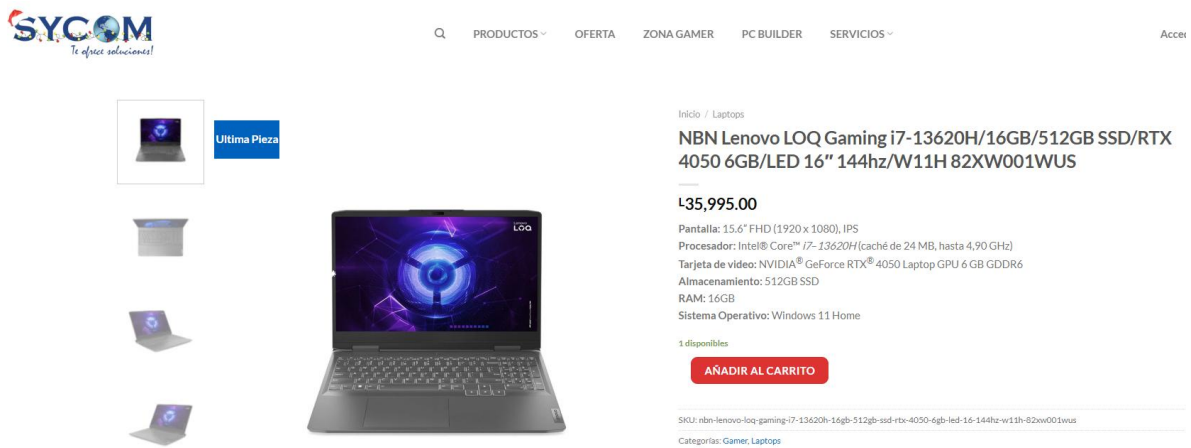 SYCOM
Te ofrece soluciones!
PRODUCTOS
OFERTA
ZONA GAMER
PC BUILDER
SERVICIOS
Acced
Ultima Pieza
Lenovo
LOQ
Inicio / Laptops
NBN Lenovo LOQ Gaming i7-13620H/16GB/512GB SSD/RTX
4050 6GB/LED 16″ 144hz/W11H 82XW001WUS
L35,995.00
Pantalla: 15.6" FHD (1920 x 1080), IPS
Procesador: Intel® Core™ i7-13620H (caché de 24 MB, hasta 4,90 GHz)
Tarjeta de video: NVIDIA® GeForce RTX® 4050 Laptop GPU 6 GB GDDR6
Almacenamiento: 512GB SSD
RAM: 16GB
Sistema Operativo: Windows 11 Home
1 disponibles
AÑADIR AL CARRITO
SKU: nbn-lenovo-loq-gaming-i7-13620h-16gb-512gb-ssd-rtx-4050-6gb-led-16-144hz-w11h-82xw001wus
Categorías: Gamer, Laptops